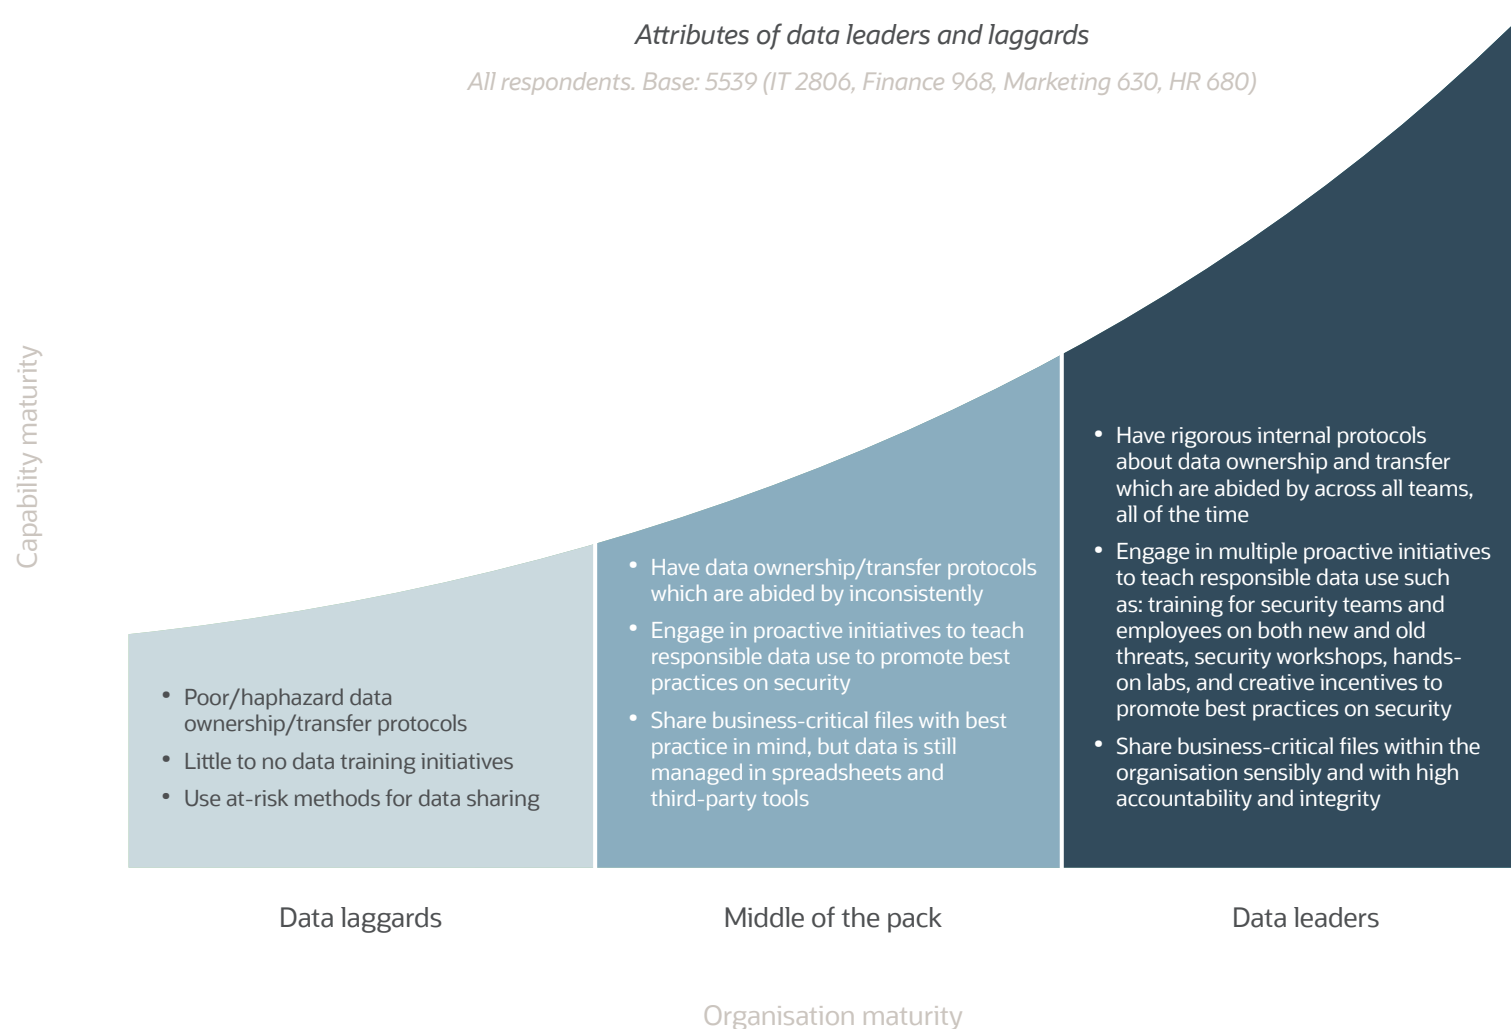 Attributes of data leaders and laggards
All respondents. Base: 5539 (IT 2806, Finance 968, Marketing 630, HR 680)
Capability maturity
• Poor/haphazard data
ownership/transfer protocols
• Little to no data training initiatives
• Use at-risk methods for data sharing
• Have data ownership/transfer protocols
which are abided by inconsistently
• Engage in proactive initiatives to teach
responsible data use to promote best
practices on security
• Share business-critical files with best
practice in mind, but data is still
managed in spreadsheets and
third-party tools
• Have rigorous internal protocols
about data ownership and transfer
which are abided by across all teams,
all of the time
• Engage in multiple proactive initiatives
to teach responsible data use such
as: training for security teams and
employees on both new and old
threats, security workshops, hands-
on labs, and creative incentives to
promote best practices on security
• Share business-critical files within the
organisation sensibly and with high
accountability and integrity
Data laggards
Middle of the pack
Data leaders
Organisation maturity